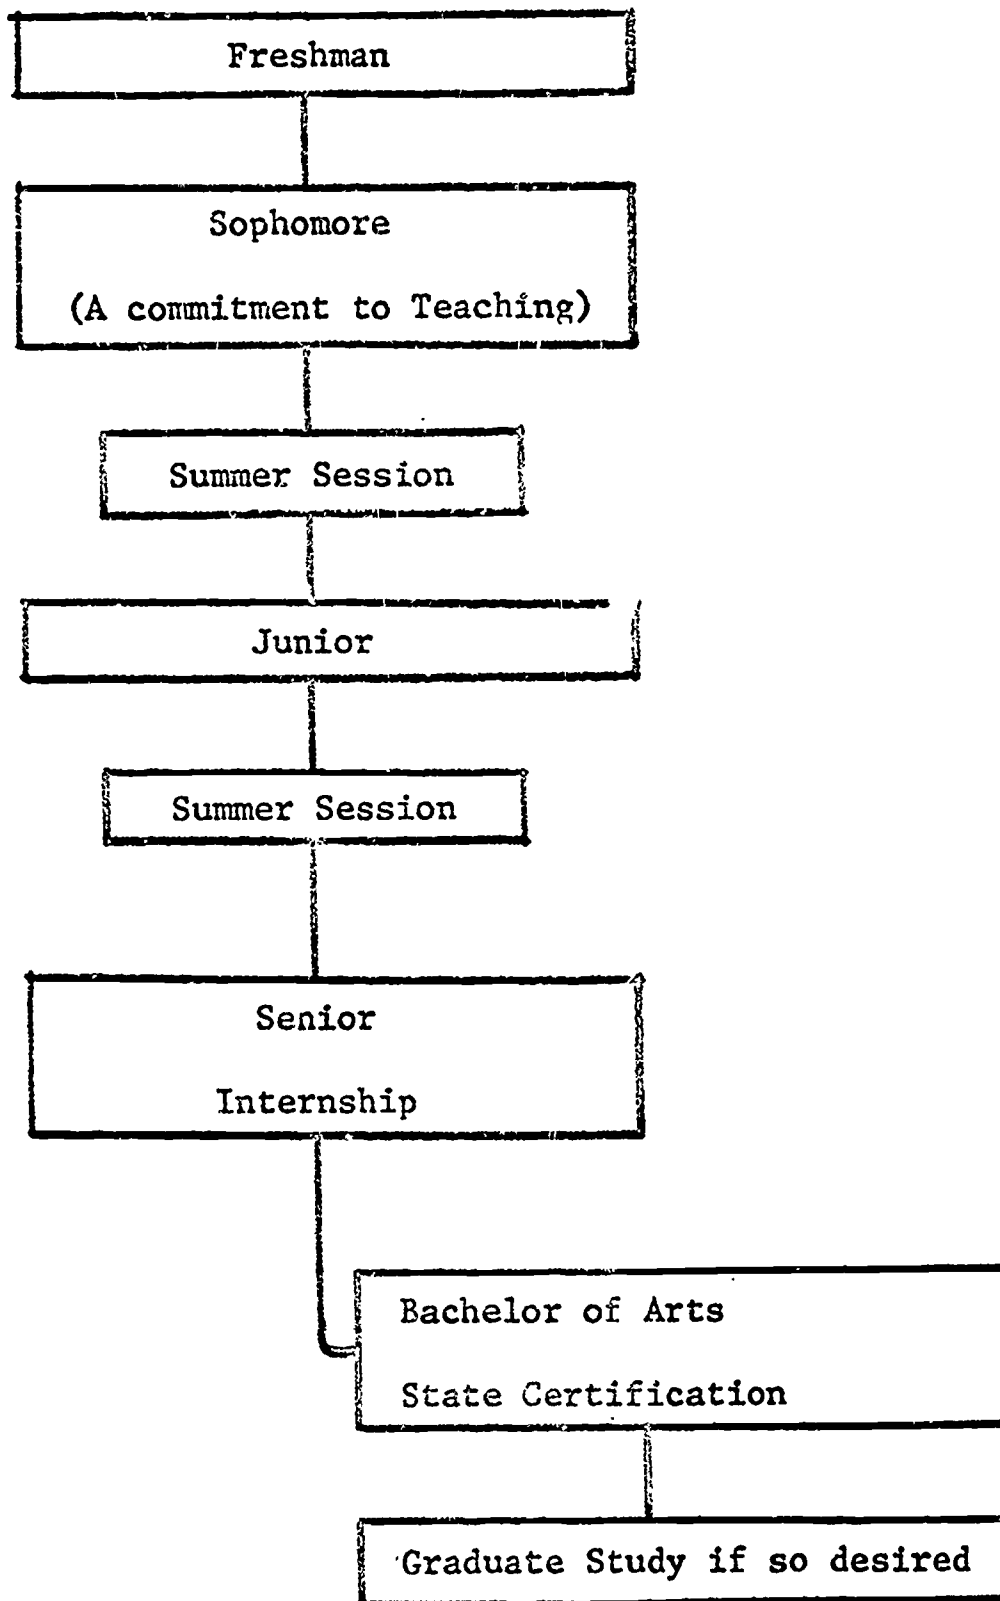 Freshman
Sophomore
(A commitment to Teaching)
Summer Session
Junior
Summer Session
Senior
Internship
Bachelor of Arts
State Certification
Graduate Study if so desired